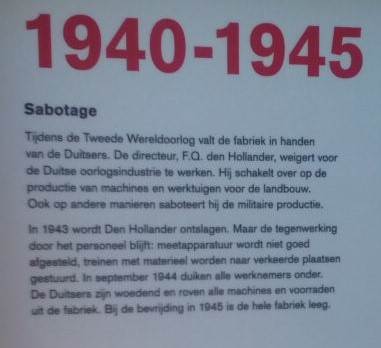 1940-1945
Sabotage
Tijdens de Tweede Wereldoorlog valt de fabriek in handen
van de Duitsers. De directeur, F.Q. den Hollander, weigert voor
de Duitse oorlogsindustrie te werken. Hij schakelt over op de
productie van machines en werktuigen voor de landbouw.
Ook op andere manieren saboteert hij de militaire productie.
In 1943 wordt Den Hollander ontslagen. Maar de tegenwerking
door het personeel blijft: meetapparatuur wordt niet goed
afgesteld, treinen met materieel worden naar verkeerde plaatsen
gestuurd. In september 1944 duiken alle werknemers onder.
De Duitsers zijn woedend en roven alle machines en voorraden
uit de fabriek. Bij de bevrijding in 1945 is de hele fabriek leeg.